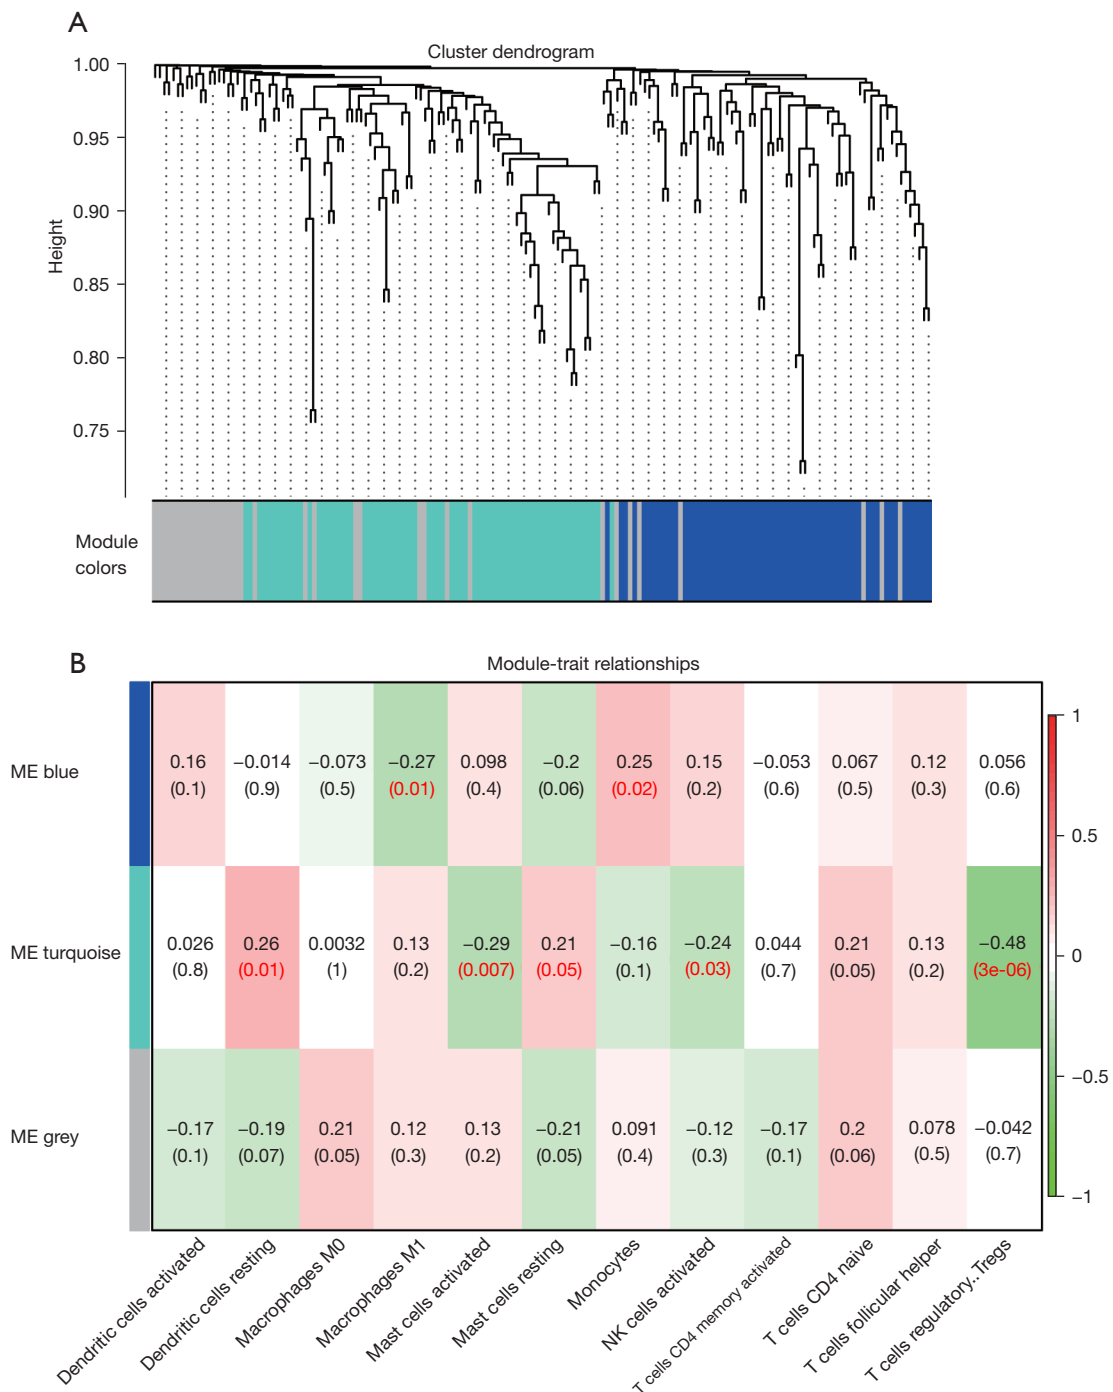 A
Cluster dendrogram
1.00
0.95
0.90
0.85
0.80
0.75
Height
Module
colors
B
Module-trait relationships
ME blue
0.16 −0.014 −0.073 −0.27 0.098 −0.2 0.25 0.15 −0.053 0.067 0.12 0.056
(0.1) (0.9) (0.5) (0.01) (0.4) (0.06) (0.02) (0.2) (0.6) (0.5) (0.3) (0.6)
ME turquoise
0.026 0.26 0.0032 0.13 −0.29 0.21 −0.16 −0.24 0.044 0.21 0.13 −0.48
(0.8) (0.01) (1) (0.2) (0.007) (0.05) (0.1) (0.03) (0.7) (0.05) (0.2) (3e-06)
ME grey
−0.17 −0.19 0.21 0.12 0.13 −0.21 0.091 −0.12 −0.17 0.2 0.078 −0.042
(0.1) (0.07) (0.05) (0.3) (0.2) (0.05) (0.4) (0.3) (0.1) (0.06) (0.5) (0.7)
1
0.5
0
−0.5
−1
Dendritic cells activated
Dendritic cells resting
Macrophages M0
Macrophages M1
Mast cells activated
Mast cells resting
Monocytes
NK cells activated
T cells CD4 memory activated
T cells CD4 naive
T cells follicular helper
T cells regulatory..Tregs